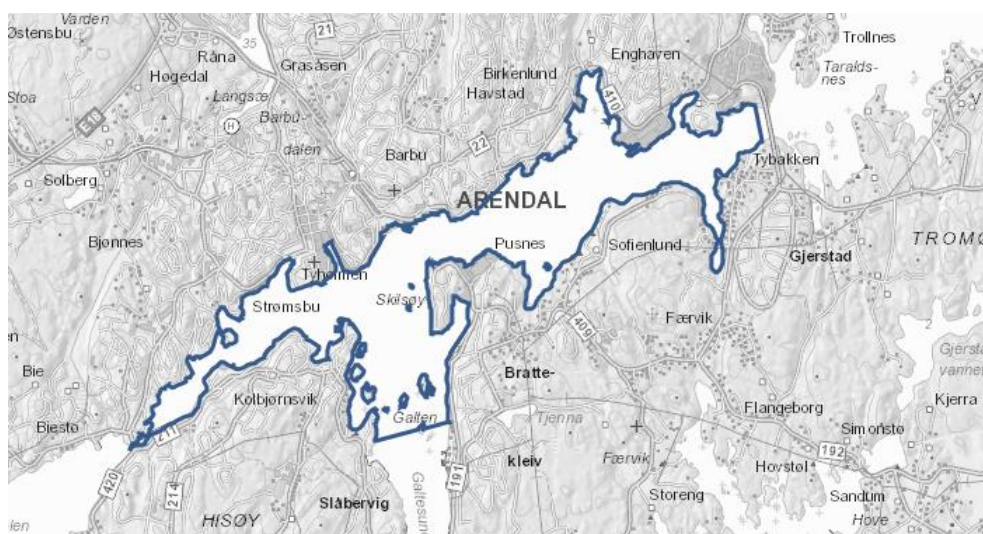 Varden
Østensbu
21
Trollnes
Råna
35
Enghaven
Grasåsen
Høgedal
Birkenlund
Taralds-
nes
Stoa
Langsæ
Havstad
410
E18
H
Barbu-
dalen
22
Barbu
Tybakken
Solberg
ARENDAL
Bjønnes
Pusnes
Sofienlund
Gjerstad
TROMØ
Tyholmen
Skilsøy
Strømsbu
409
Færvik
2
Gjersta
vannet
Bie
Bratte-
Kolbjørnsvik
Flangeborg
Kjerra
Galten
Tjenna
Biestø
211
Simonstø
192
kleiv
Færvik
Hovstøl
420
214
191
Galtesund
Slåbervig
Storeng
Sandum
HISØY
Hove